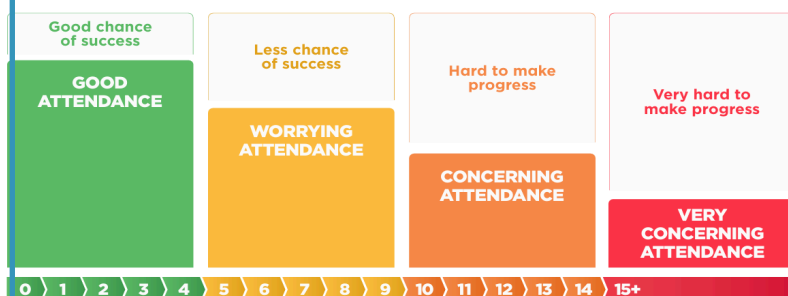 Good chance
of success
GOOD
ATTENDANCE
Less chance
of success
WORRYING
ATTENDANCE
Hard to make
progress
CONCERNING
ATTENDANCE
Very hard to
make progress
VERY
CONCERNING
ATTENDANCE
0 1 2 3 4 5 6 7 8 9 10 11 12 13 14 15+